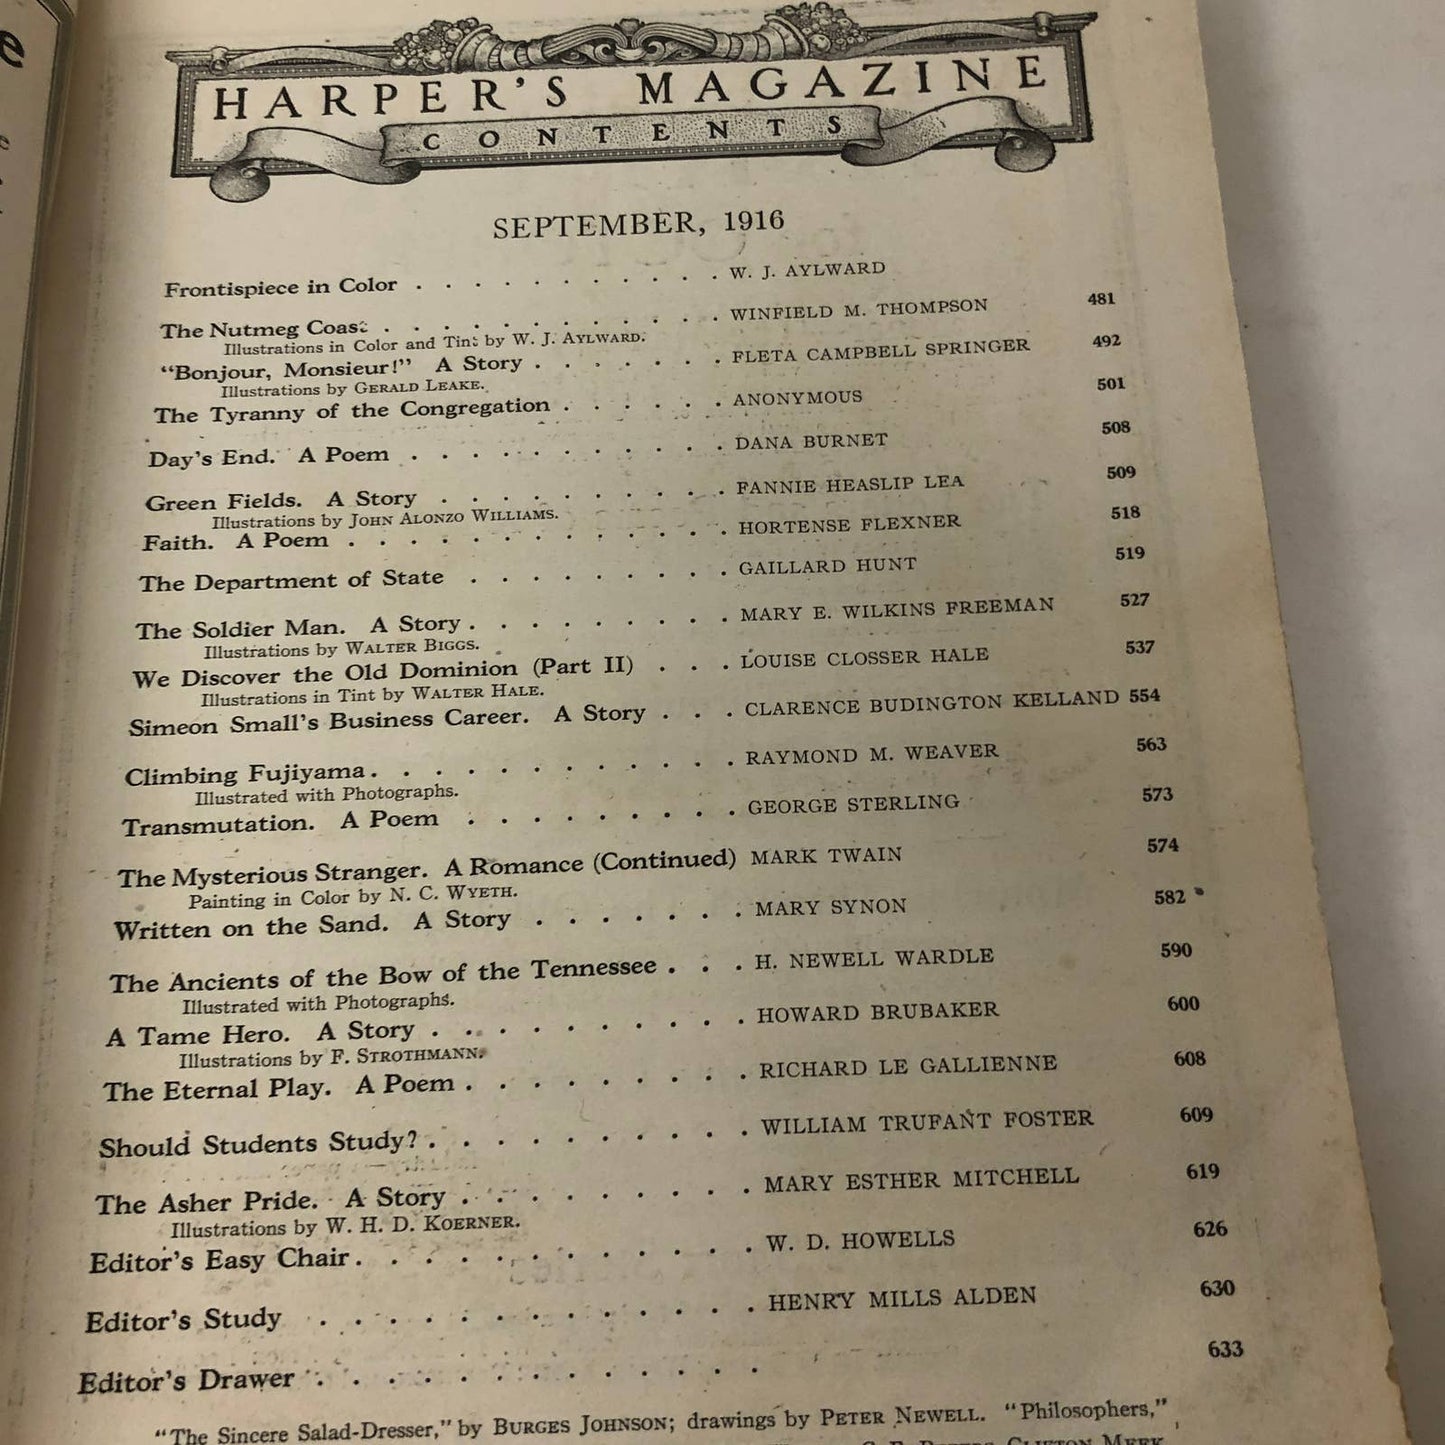 HARPER'S MAGAZINE
CONTENTS
SEPTEMBER, 1916
Frontispiece in Color . . . . . . . . . . W. J. AYLWARD
The Nutmeg Coast . . . . . . . . . . . WINFIELD M. THOMPSON 481
Illustrations in Color and Tint by W. J. AYLWARD.
"Bonjour, Monsieur!" A Story . . . . . . . FLETA CAMPBELL SPRINGER 492
Illustrations by GERALD LEAKE.
The Tyranny of the Congregation . . . . . . ANONYMOUS 501
Day's End. A Poem . . . . . . . . . . . DANA BURNET 508
Green Fields. A Story . . . . . . . . . . FANNIE HEASLIP LEA 509
Illustrations by JOHN ALONZO WILLIAMS.
Faith. A Poem . . . . . . . . . . . . . HORTENSE FLEXNER 518
The Department of State . . . . . . . . . GAILLARD HUNT 519
The Soldier Man. A Story . . . . . . . . . MARY E. WILKINS FREEMAN 527
Illustrations by WALTER BIGGS.
We Discover the Old Dominion (Part II) . . . LOUISE CLOSSER HALE 537
Illustrations in Tint by WALTER HALE.
Simeon Small's Business Career. A Story . . . CLARENCE BUDINGTON KELLAND 554
Climbing Fujiyama . . . . . . . . . . . . RAYMOND M. WEAVER 563
Illustrated with Photographs.
Transmutation. A Poem . . . . . . . . . GEORGE STERLING 573
The Mysterious Stranger. A Romance (Continued) MARK TWAIN 574
Painting in Color by N. C. WYETH.
Written on the Sand. A Story . . . . . . . MARY SYNON 582
The Ancients of the Bow of the Tennessee . . . H. NEWELL WARDLE 590
Illustrated with Photographs.
A Tame Hero. A Story . . . . . . . . . . HOWARD BRUBAKER 600
Illustrations by F. STROTHMANN.
The Eternal Play. A Poem . . . . . . . . . RICHARD LE GALLIENNE 608
Should Students Study? . . . . . . . . . . WILLIAM TRUFANT FOSTER 609
The Asher Pride. A Story . . . . . . . . . MARY ESTHER MITCHELL 619
Illustrations by W. H. D. KOERNER.
Editor's Easy Chair . . . . . . . . . . . . W. D. HOWELLS 626
Editor's Study . . . . . . . . . . . . . HENRY MILLS ALDEN 630
Editor's Drawer . . . . . . . . . . . . . 633
"The Sincere Salad-Dresser," by BURGES JOHNSON; drawings by PETER NEWELL. "Philosophers,"
CLIFTON MEEK